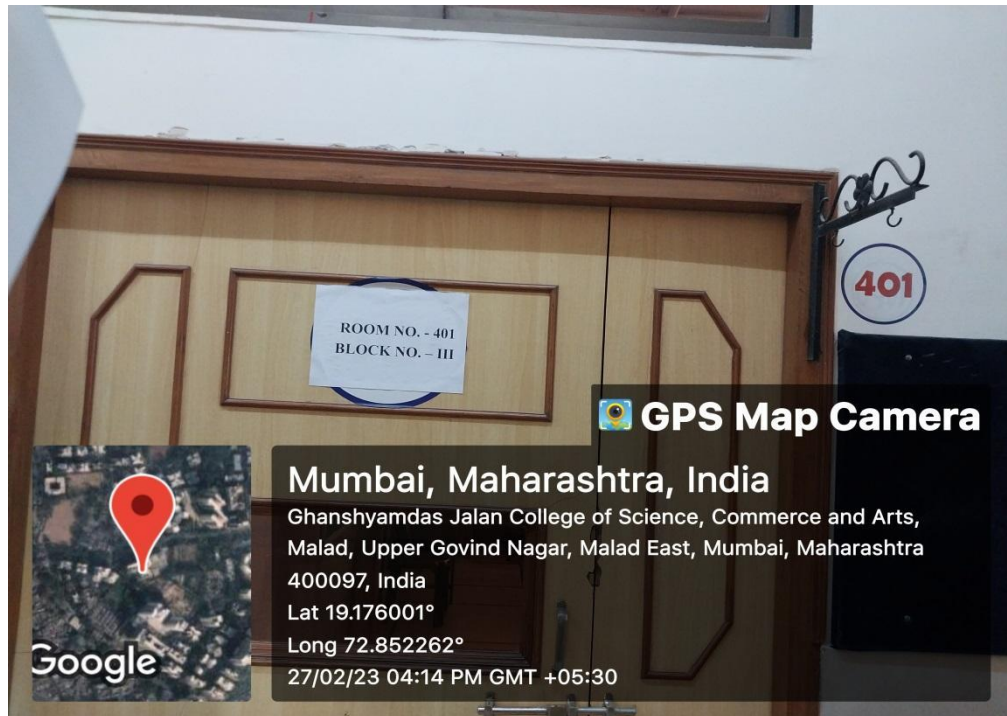 401
ROOM NO. - 401
BLOCK NO. – III
GPS Map Camera
Mumbai, Maharashtra, India
Ghanshyamdas Jalan College of Science, Commerce and Arts,
Malad, Upper Govind Nagar, Malad East, Mumbai, Maharashtra
400097, India
Lat 19.176001°
Long 72.852262°
27/02/23 04:14 PM GMT +05:30
Google